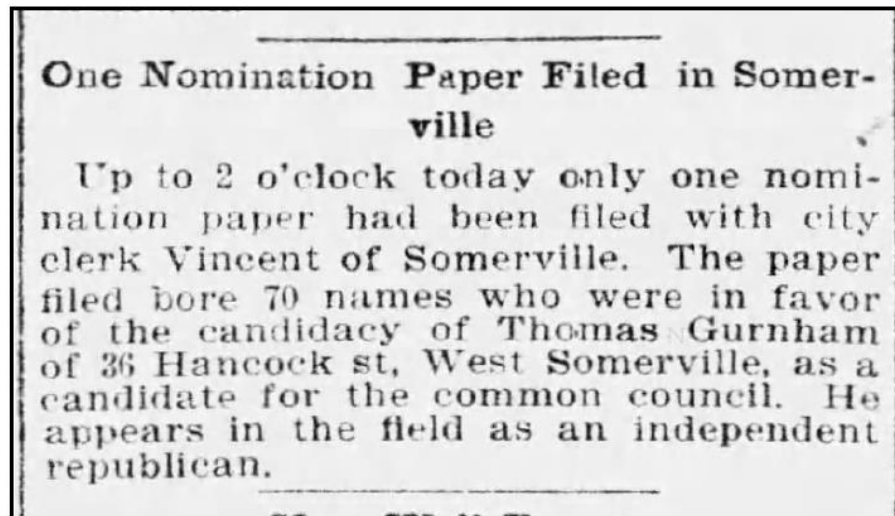 One Nomination Paper Filed in Somer-
ville
Up to 2 o'clock today only one nomi-
nation paper had been filed with city
clerk Vincent of Somerville. The paper
filed bore 70 names who were in favor
of the candidacy of Thomas Gurnham
of 36 Hancock st, West Somerville, as a
candidate for the common council. He
appears in the field as an independent
republican.